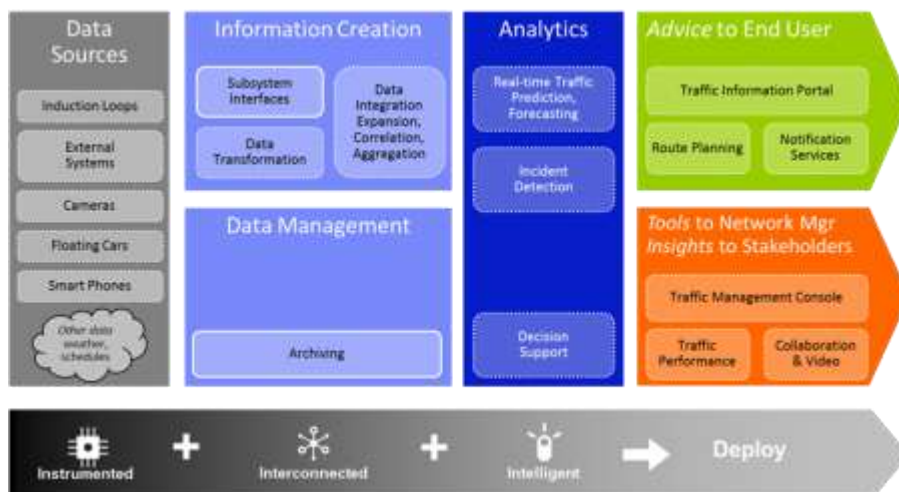 Data
Sources
Induction Loops
External
Systems
Cameras
Floating Cars
Smart Phones
Other data
weather,
schedules
Information Creation
Subsystem
Interfaces
Data
Transformation
Data
Integration
Expansion,
Correlation,
Aggragation
Data Management
Archiving
Analytics
Real-time Traffic
Prediction,
Forecasting
Incident
Detection
Decision
Support
Advice to End User
Traffic Information Portal
Route Planning
Notification
Services
Tools to Network Mgr
Insights to Stakeholders
Traffic Management Console
Traffic
Performance
Collaboration
& Video
Instrumented
+
Interconnected
+
Intelligent
Deploy